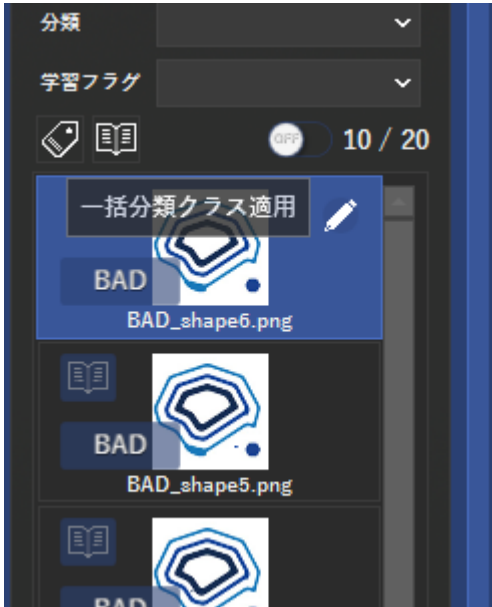 分類
学習フラグ
OFF 10 / 20
一括分類クラス適用
BAD
BAD_shape6.png
BAD
BAD_shape5.png
BAD